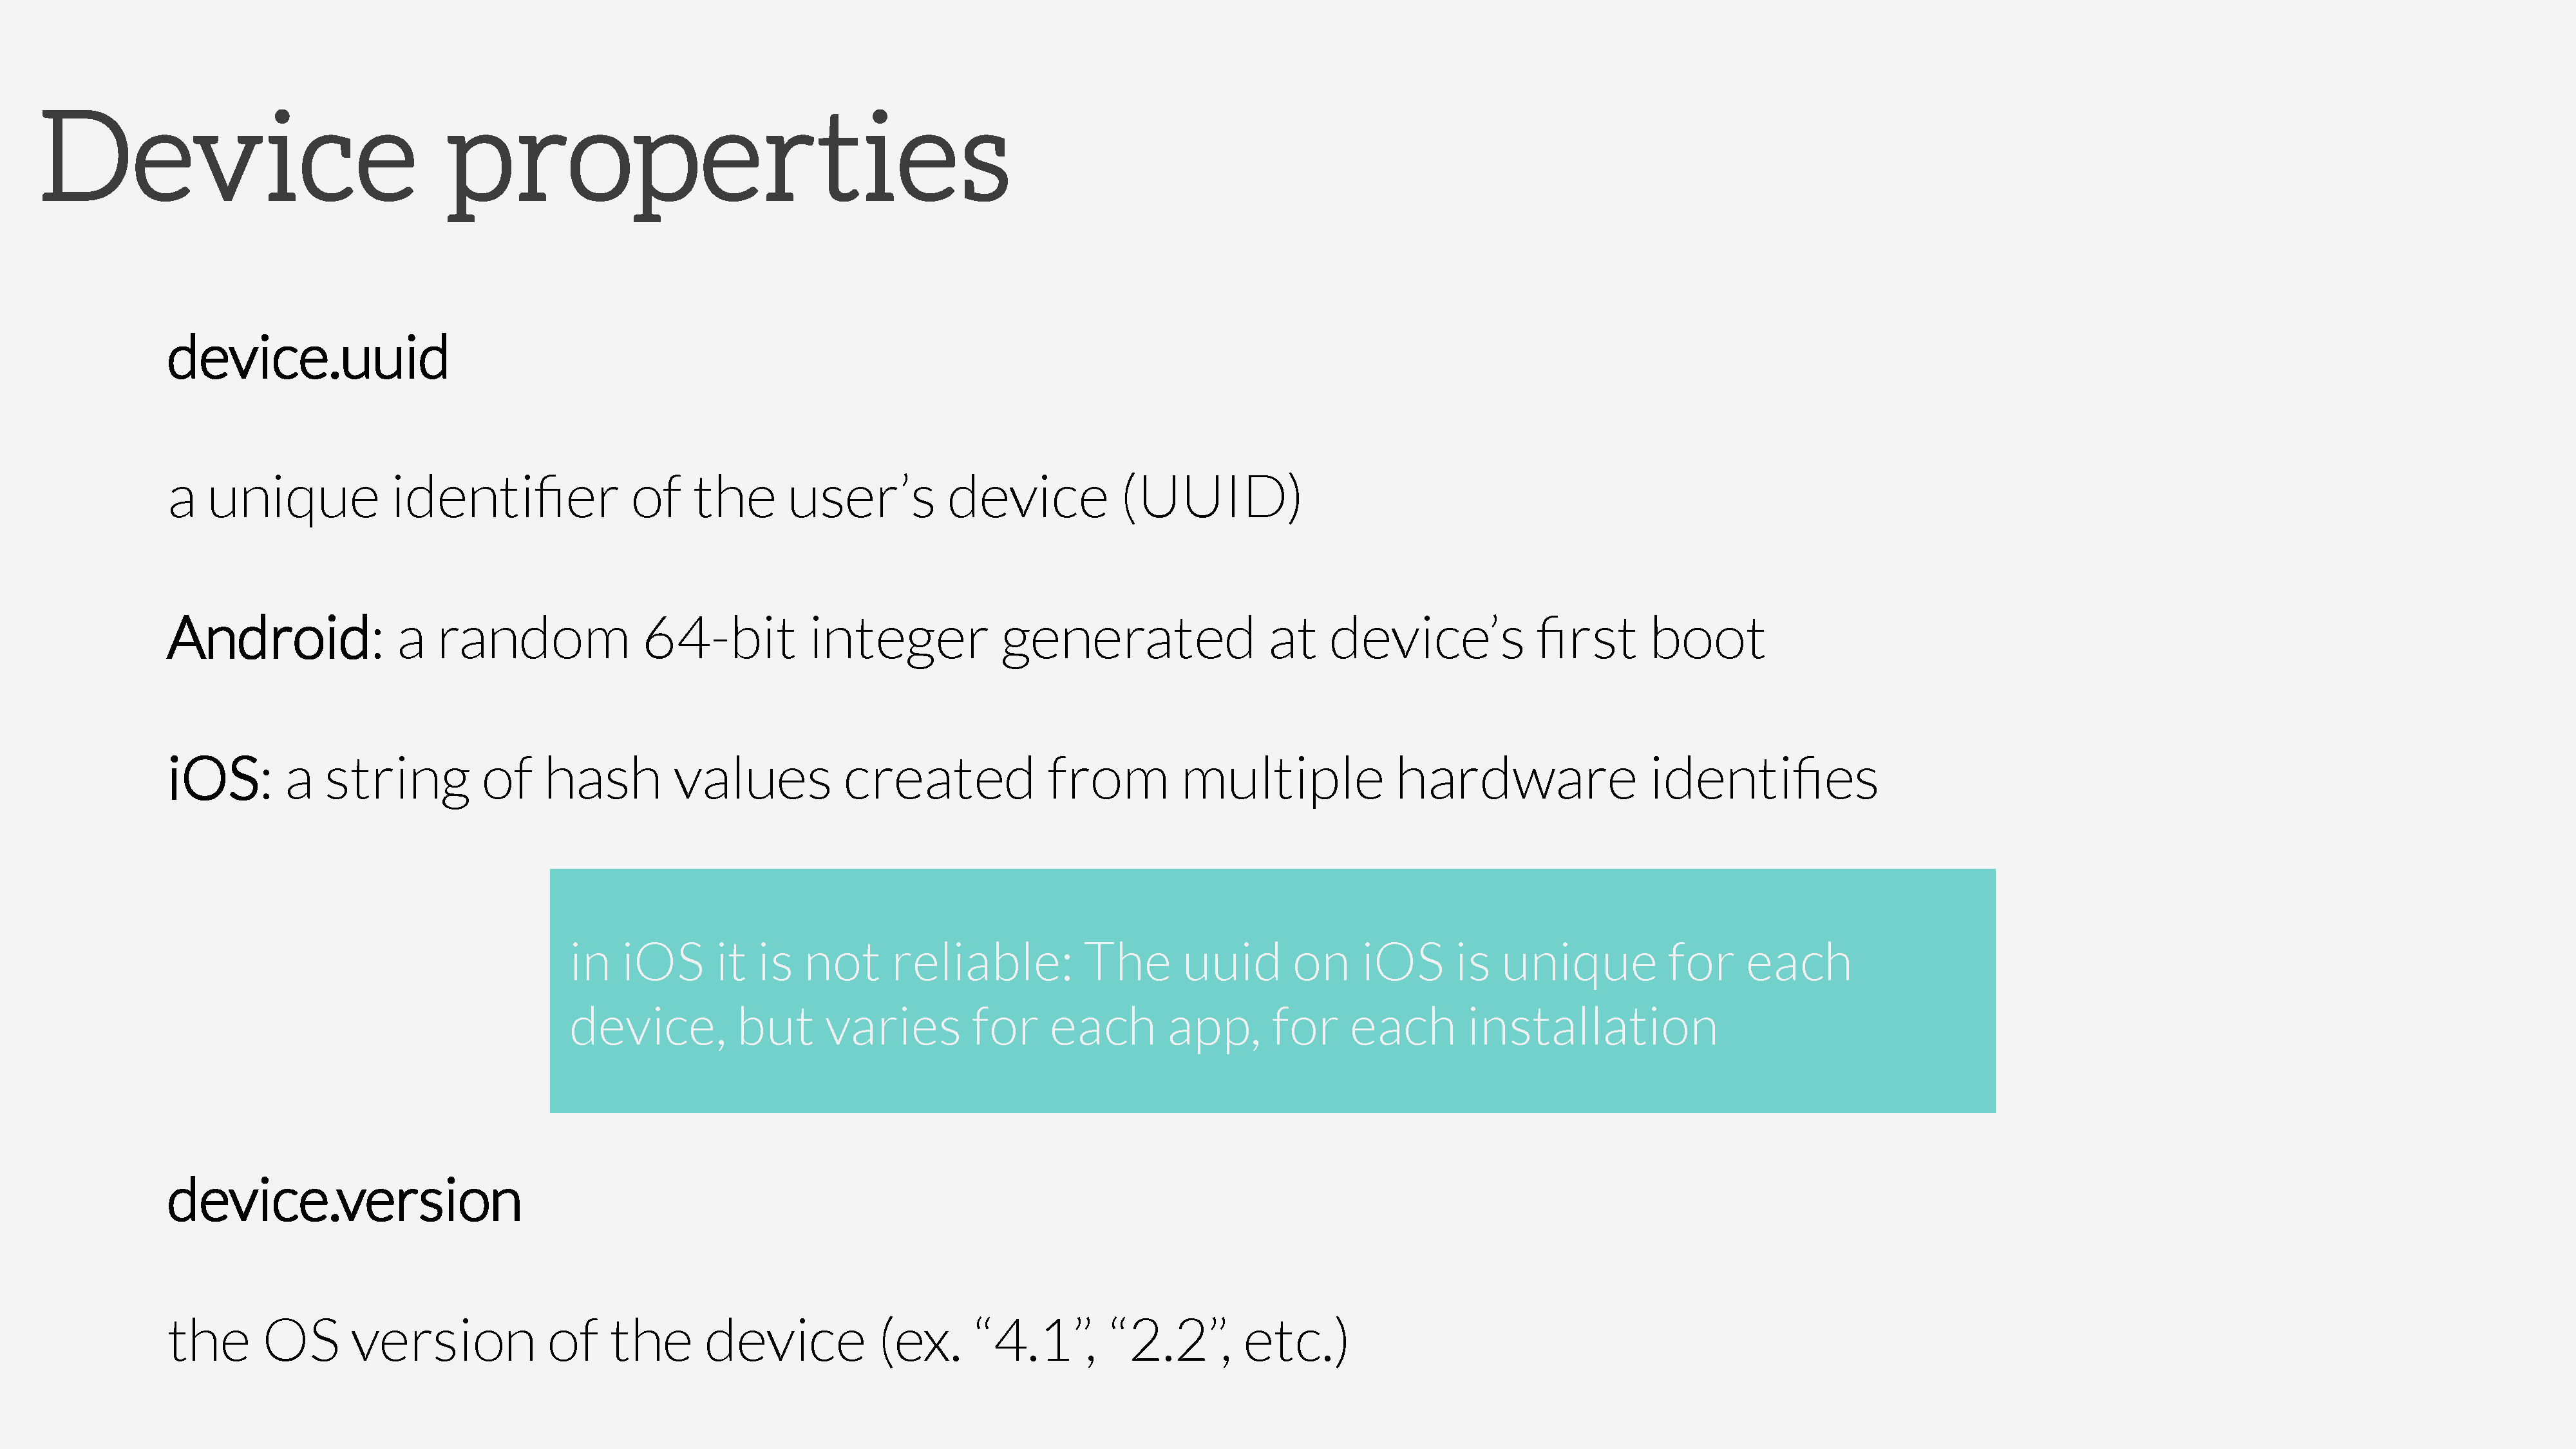 Device properties
device.uuid
a unique identifier of the user’s device (UUID)
Android: a random 64-bit integer generated at device’s first boot
iOS: a string of hash values created from multiple hardware identifies
in iOS it is not reliable: The uuid on iOS is unique for each
device, but varies for each app, for each installation
device.version
the OS version of the device (ex. “4.1”, “2.2”, etc.)